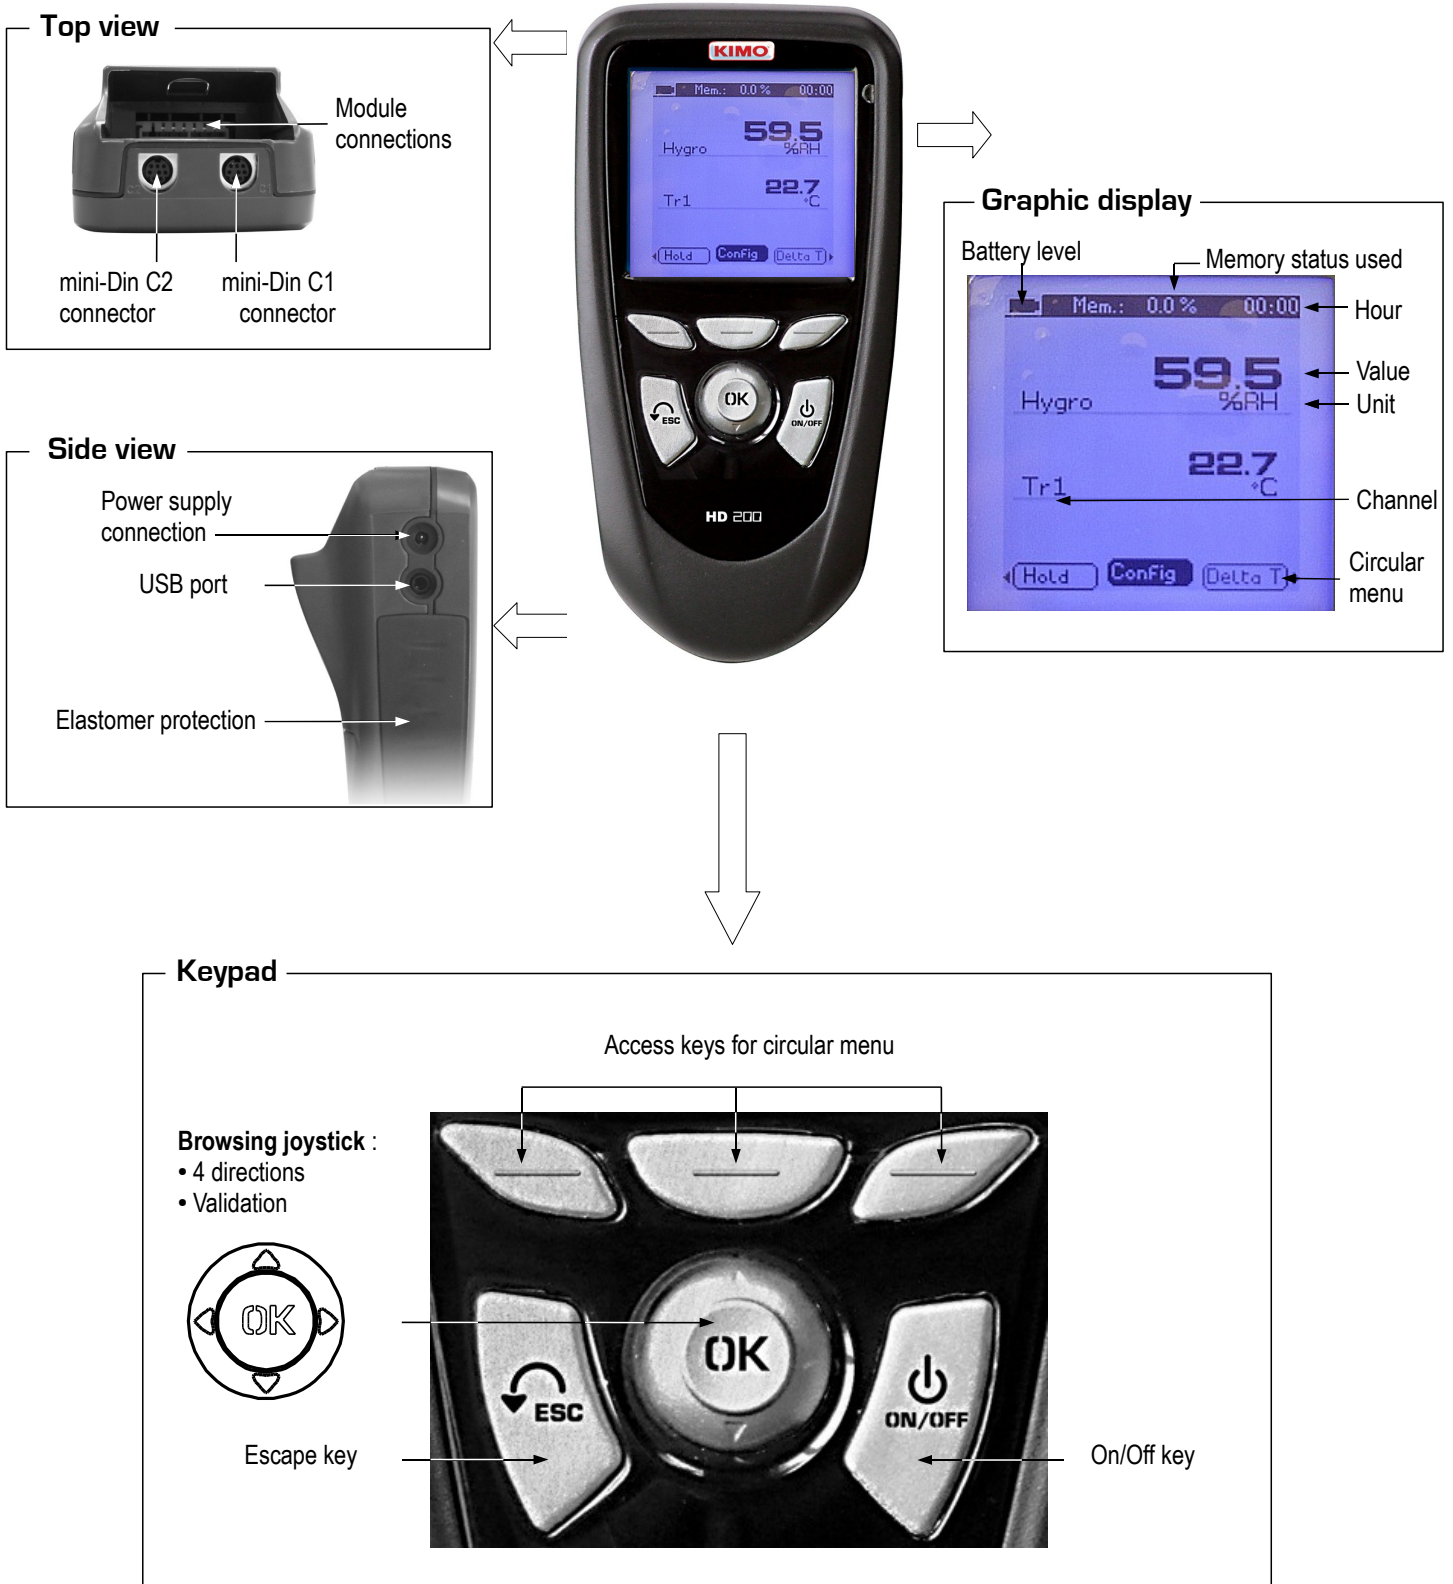 Top view
Module
connections
mini-Din C2
connector
mini-Din C1
connector
KIMO
Mem.: 0.0 % 00:00
59.5
Hygro %RH
22.7
Tr1 °C
Hold Config Delta T
OK
ESC
ON/OFF
HD 200
Graphic display
Battery level
Memory status used
Mem.: 0.0 % 00:00
Hour
59.5
Value
Hygro %RH
Unit
22.7
Tr1 °C
Channel
Hold Config Delta T
Circular
menu
Side view
Power supply
connection
USB port
Elastomer protection
Keypad
Access keys for circular menu
Browsing joystick :
• 4 directions
• Validation
OK
OK
ESC
ON/OFF
Escape key
On/Off key